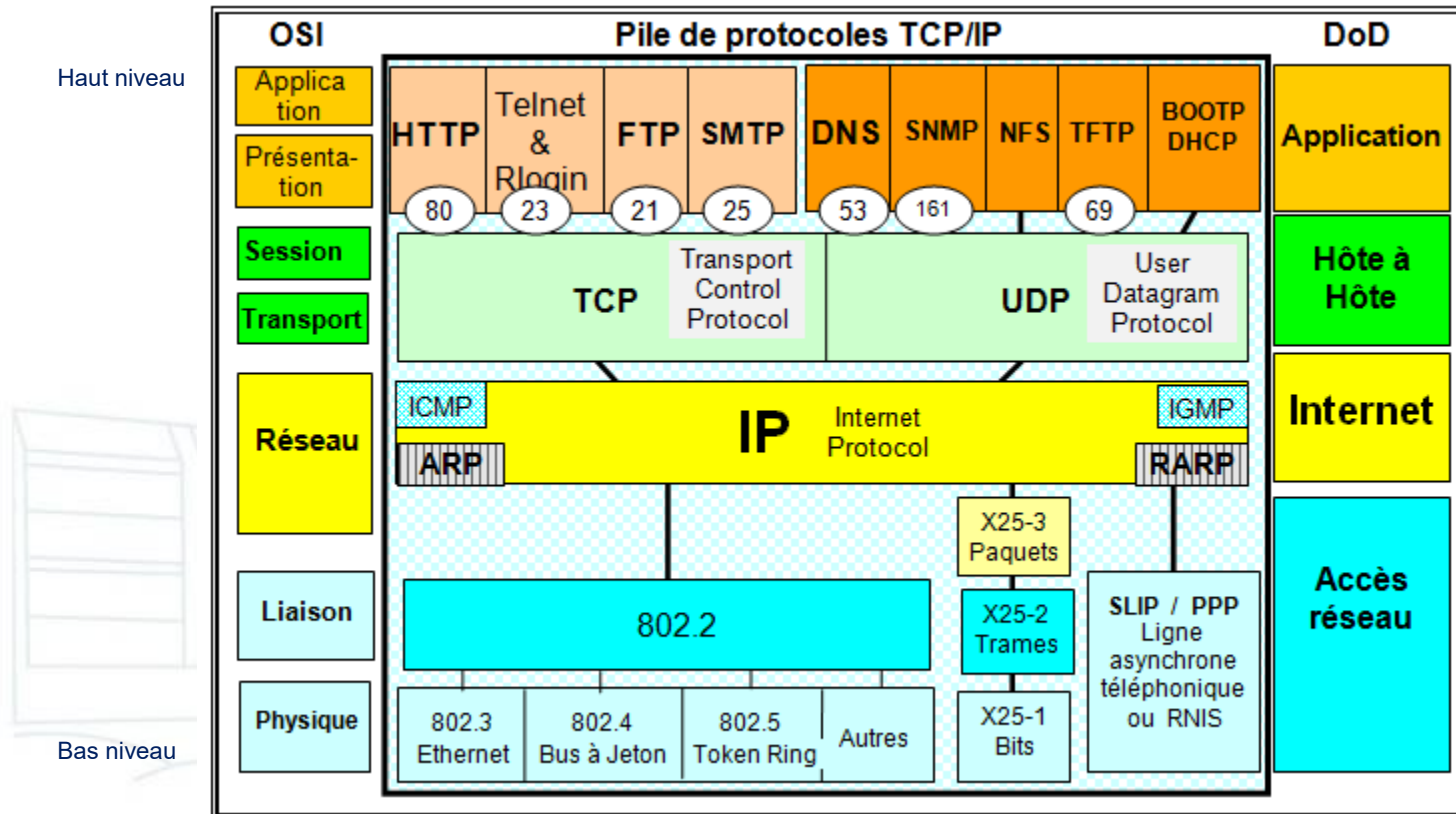 OSI
Pile de protocoles TCP/IP
DoD
Haut niveau
Applica
tion
Présenta-
tion
HTTP
Telnet
&
Rlogin
FTP
SMTP
DNS
SNMP
NFS
TFTP
BOOTP
DHCP
Application
80
23
21
25
53
161
69
Session
Transport
TCP
Transport
Control
Protocol
UDP
User
Datagram
Protocol
Hôte à
Hôte
Réseau
ICMP
ARP
IP
Internet
Protocol
IGMP
RARP
Internet
X25-3
Paquets
Liaison
802.2
X25-2
Trames
SLIP / PPP
Ligne
asynchrone
téléphonique
ou RNIS
Accès
réseau
Physique
802.3
Ethernet
802.4
Bus à Jeton
802.5
Token Ring
Autres
X25-1
Bits
Bas niveau